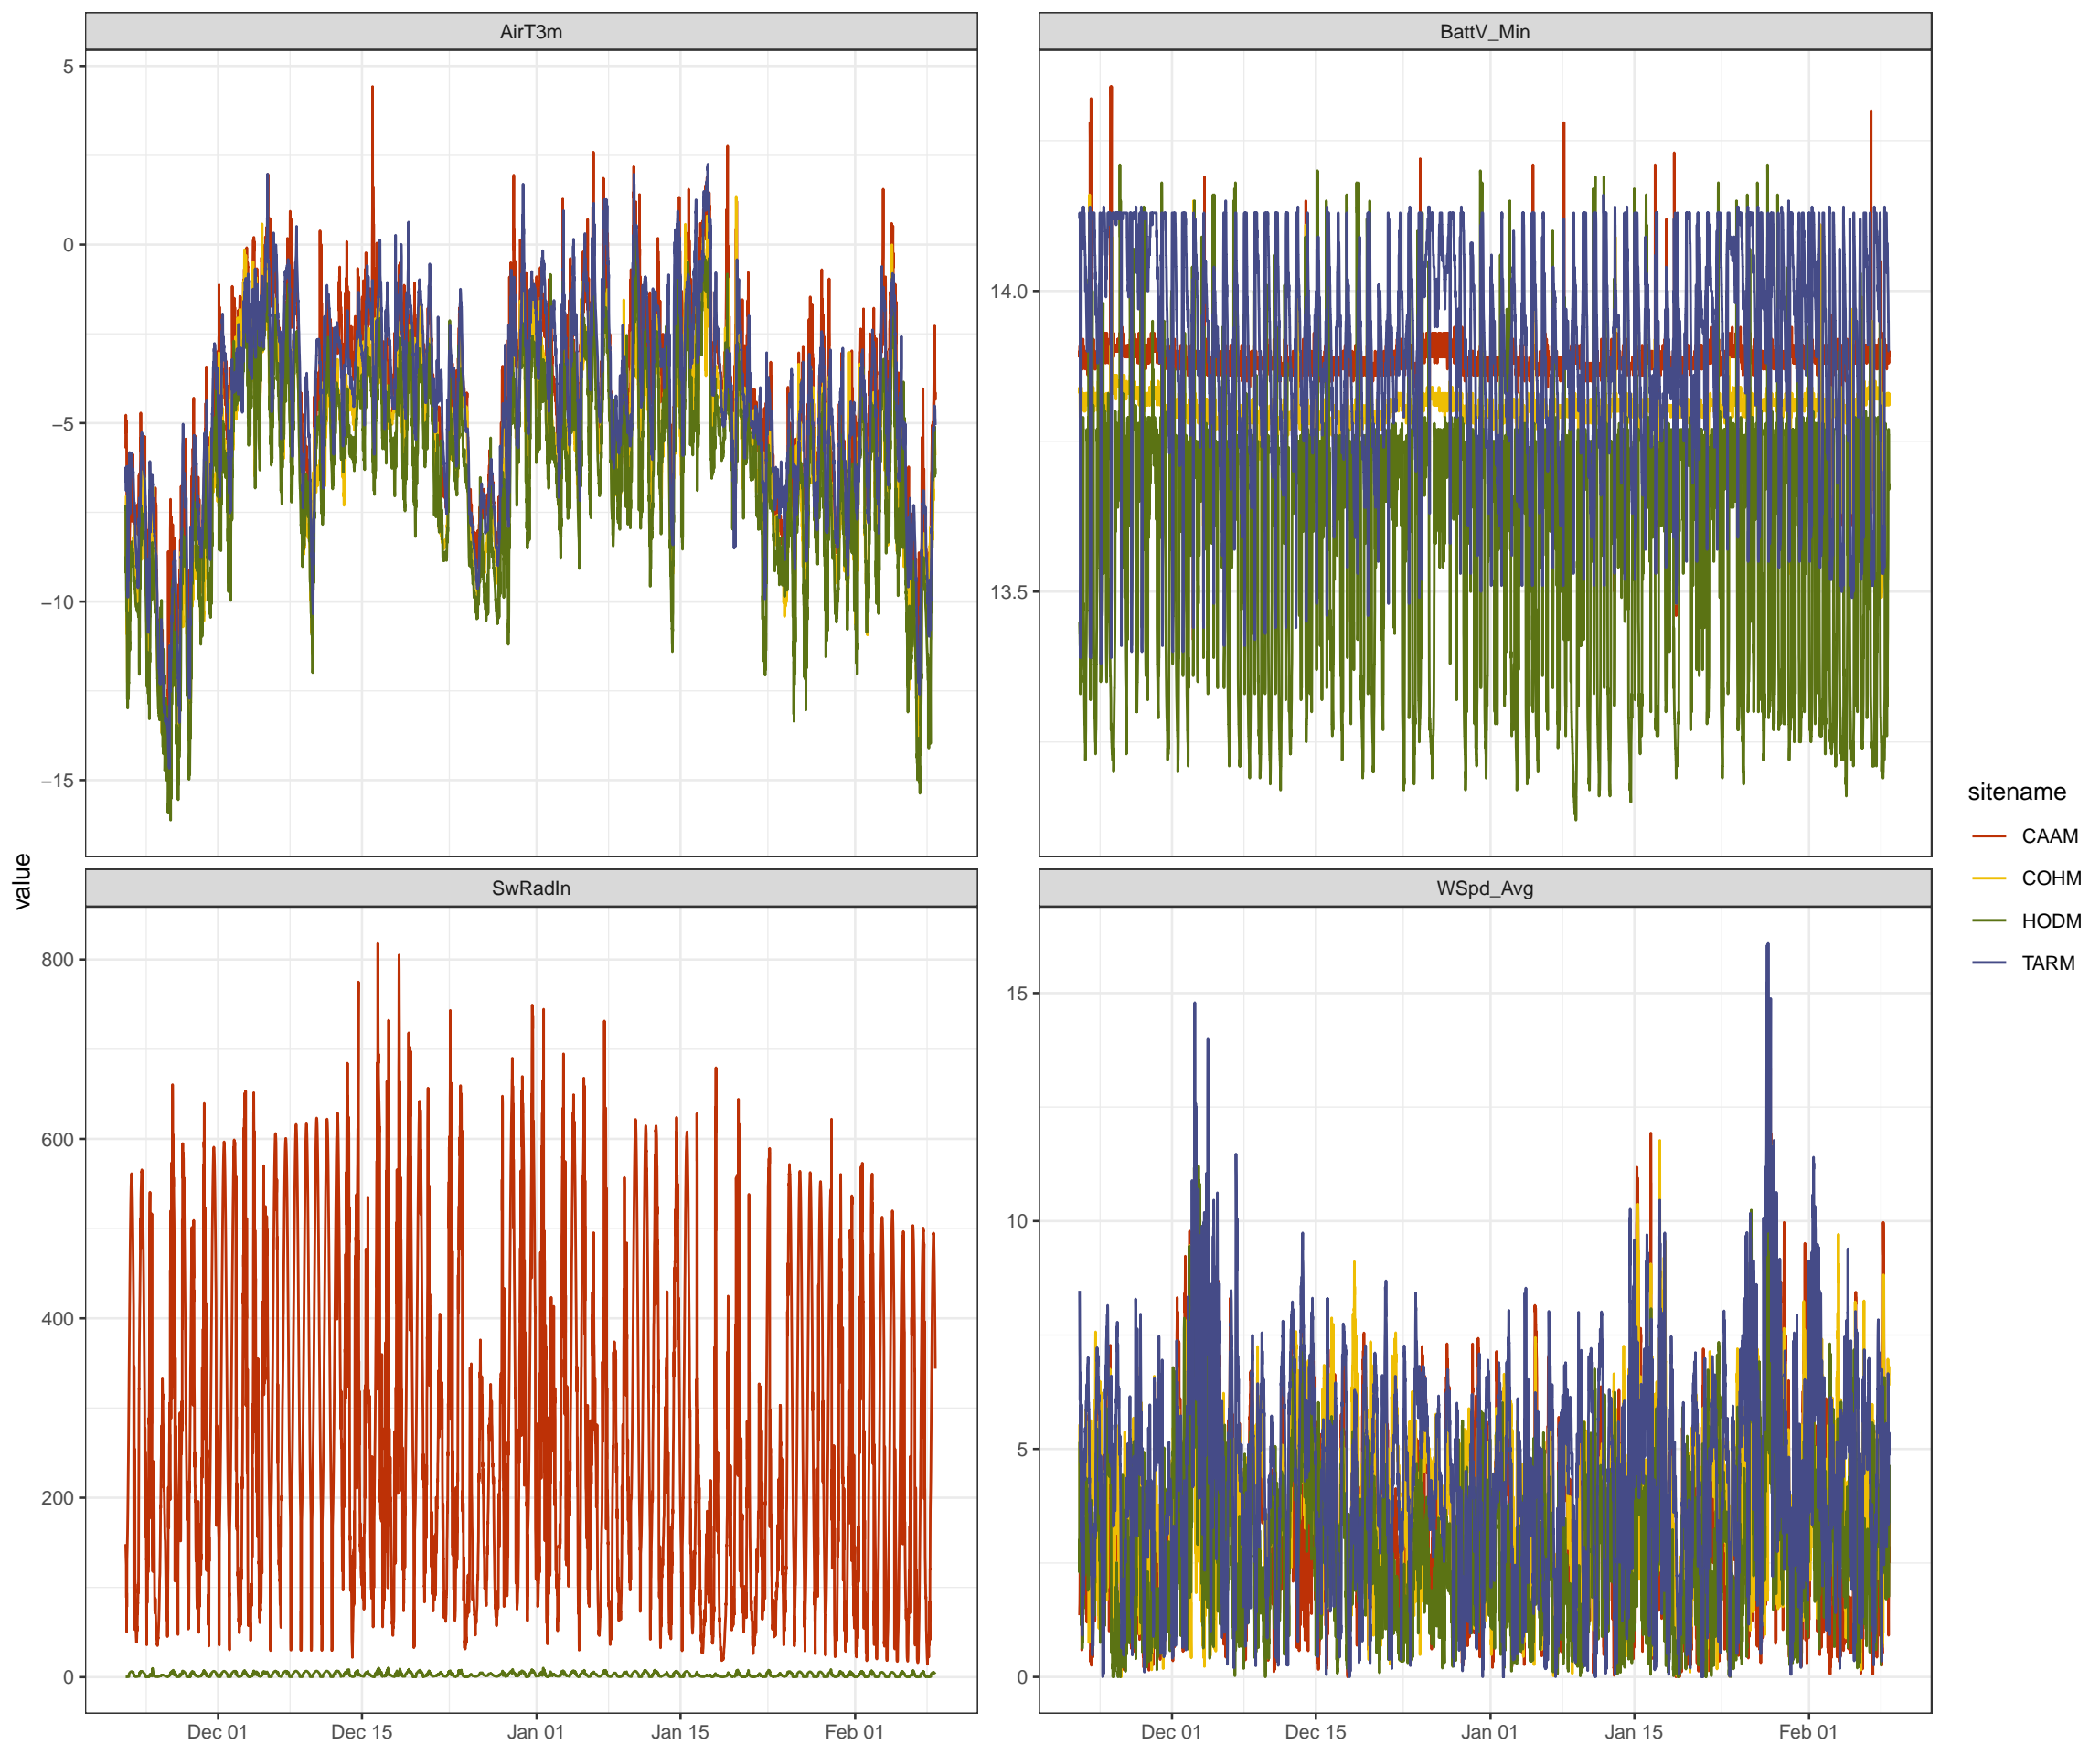 AirT3m
BattV_Min
5
0
−5
−10
−15
14.0
13.5
value
SwRadIn
WSpd_Avg
800
600
400
200
0
15
10
5
0
Dec 01
Dec 15
Jan 01
Jan 15
Feb 01
Dec 01
Dec 15
Jan 01
Jan 15
Feb 01
sitename
CAAM
COHM
HODM
TARM